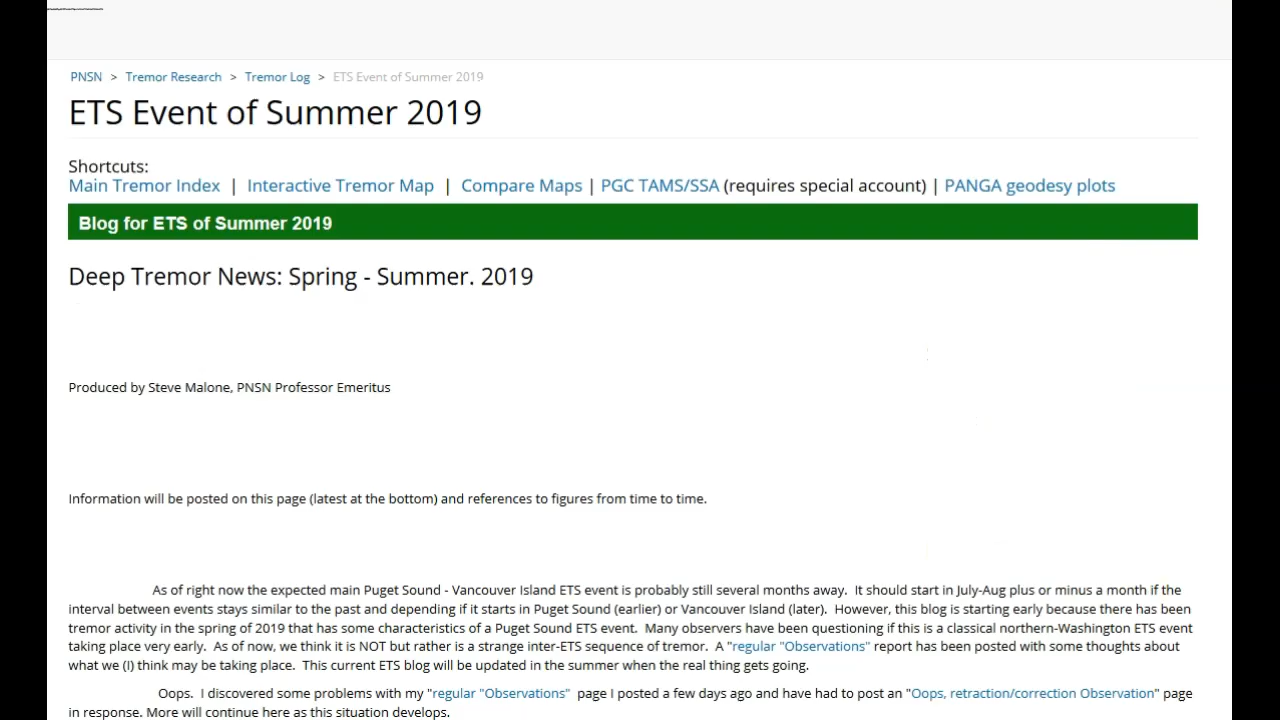 PNSN > Tremor Research > Tremor Log > ETS Event of Summer 2019
ETS Event of Summer 2019
Shortcuts:
Main Tremor Index | Interactive Tremor Map | Compare Maps | PGC TAMS/SSA (requires special account) | PANGA geodesy plots
Blog for ETS of Summer 2019
Deep Tremor News: Spring - Summer. 2019
Produced by Steve Malone, PNSN Professor Emeritus
Information will be posted on this page (latest at the bottom) and references to figures from time to time.
As of right now the expected main Puget Sound - Vancouver Island ETS event is probably still several months away. It should start in July-Aug plus or minus a month if the
interval between events stays similar to the past and depending if it starts in Puget Sound (earlier) or Vancouver Island (later). However, this blog is starting early because there has been
tremor activity in the spring of 2019 that has some characteristics of a Puget Sound ETS event. Many observers have been questioning if this is a classical northern-Washington ETS event
taking place very early. As of now, we think it is NOT but rather is a strange inter-ETS sequence of tremor. A "regular "Observations" report has been posted with some thoughts about
what we (I) think may be taking place. This current ETS blog will be updated in the summer when the real thing gets going.
Oops. I discovered some problems with my "regular "Observations" page I posted a few days ago and have had to post an "Oops, retraction/correction Observation" page
in response. More will continue here as this situation develops.